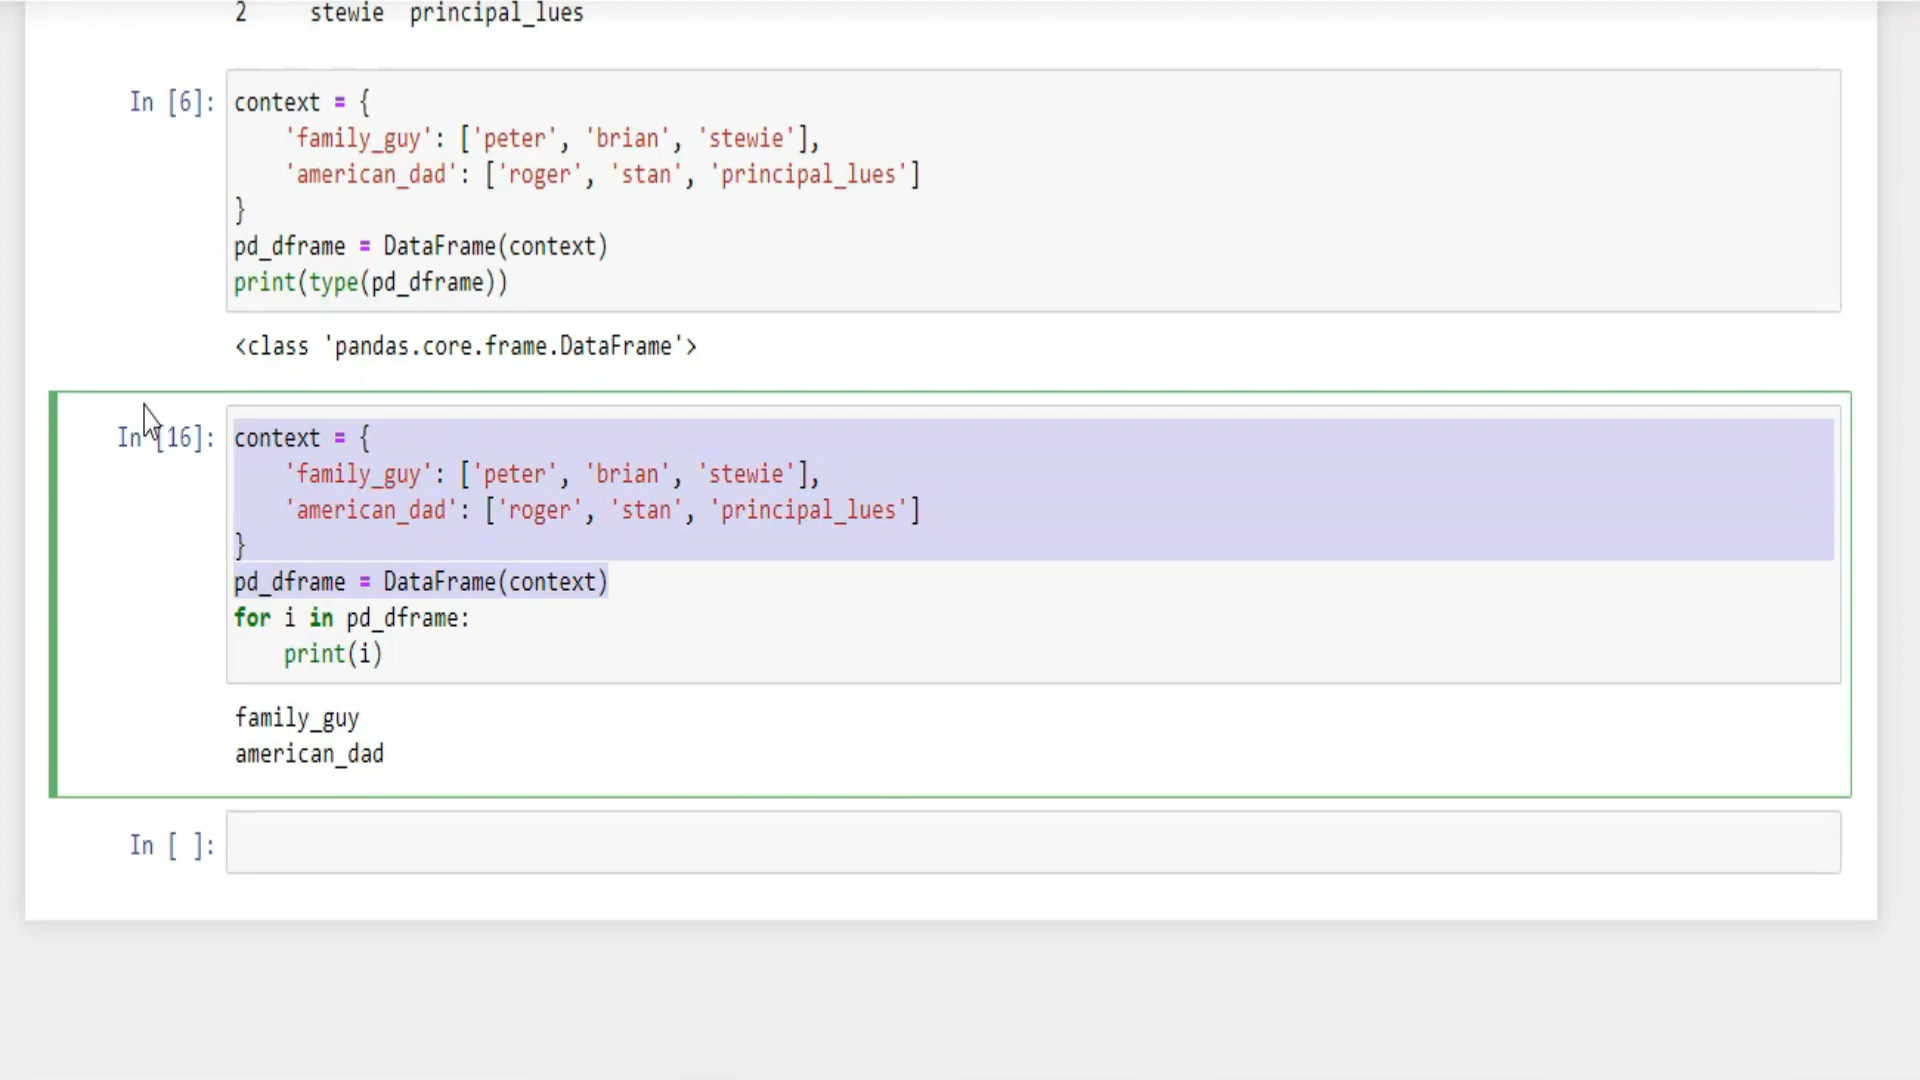 2     stewie  principal_lues
In [6]: context = {
    'family_guy': ['peter', 'brian', 'stewie'],
    'american_dad': ['roger', 'stan', 'principal_lues']
}
pd_dframe = DataFrame(context)
print(type(pd_dframe))
<class 'pandas.core.frame.DataFrame'>
In [16]: context = {
    'family_guy': ['peter', 'brian', 'stewie'],
    'american_dad': ['roger', 'stan', 'principal_lues']
}
pd_dframe = DataFrame(context)
for i in pd_dframe:
    print(i)
family_guy
american_dad
In [ ]: